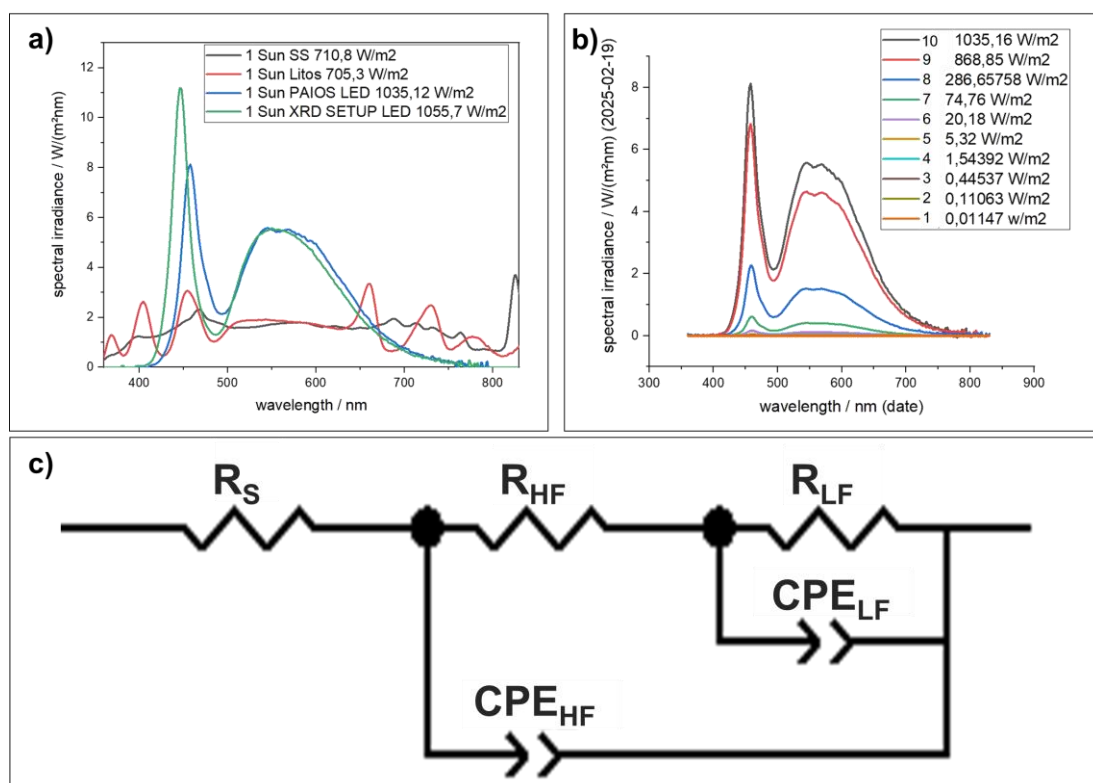 a)
1 Sun SS 710,8 W/m2
1 Sun Litos 705,3 W/m2
1 Sun PAIOS LED 1035,12 W/m2
1 Sun XRD SETUP LED 1055,7 W/m2
spectral irradiance / W/(m²nm)
12
10
8
6
4
2
0
400 500 600 700 800
wavelength / nm
b)
10 1035,16 W/m2
9 868,85 W/m2
8 286,65758 W/m2
7 74,76 W/m2
6 20,18 W/m2
5 5,32 W/m2
4 1,54392 W/m2
3 0,44537 W/m2
2 0,11063 W/m2
1 0,01147 w/m2
spectral irradiance / W/(m²nm) (2025-02-19)
8
6
4
2
0
300 400 500 600 700 800 900
wavelength / nm (date)
c)
RS RHF RLF
CPELF
CPEHF